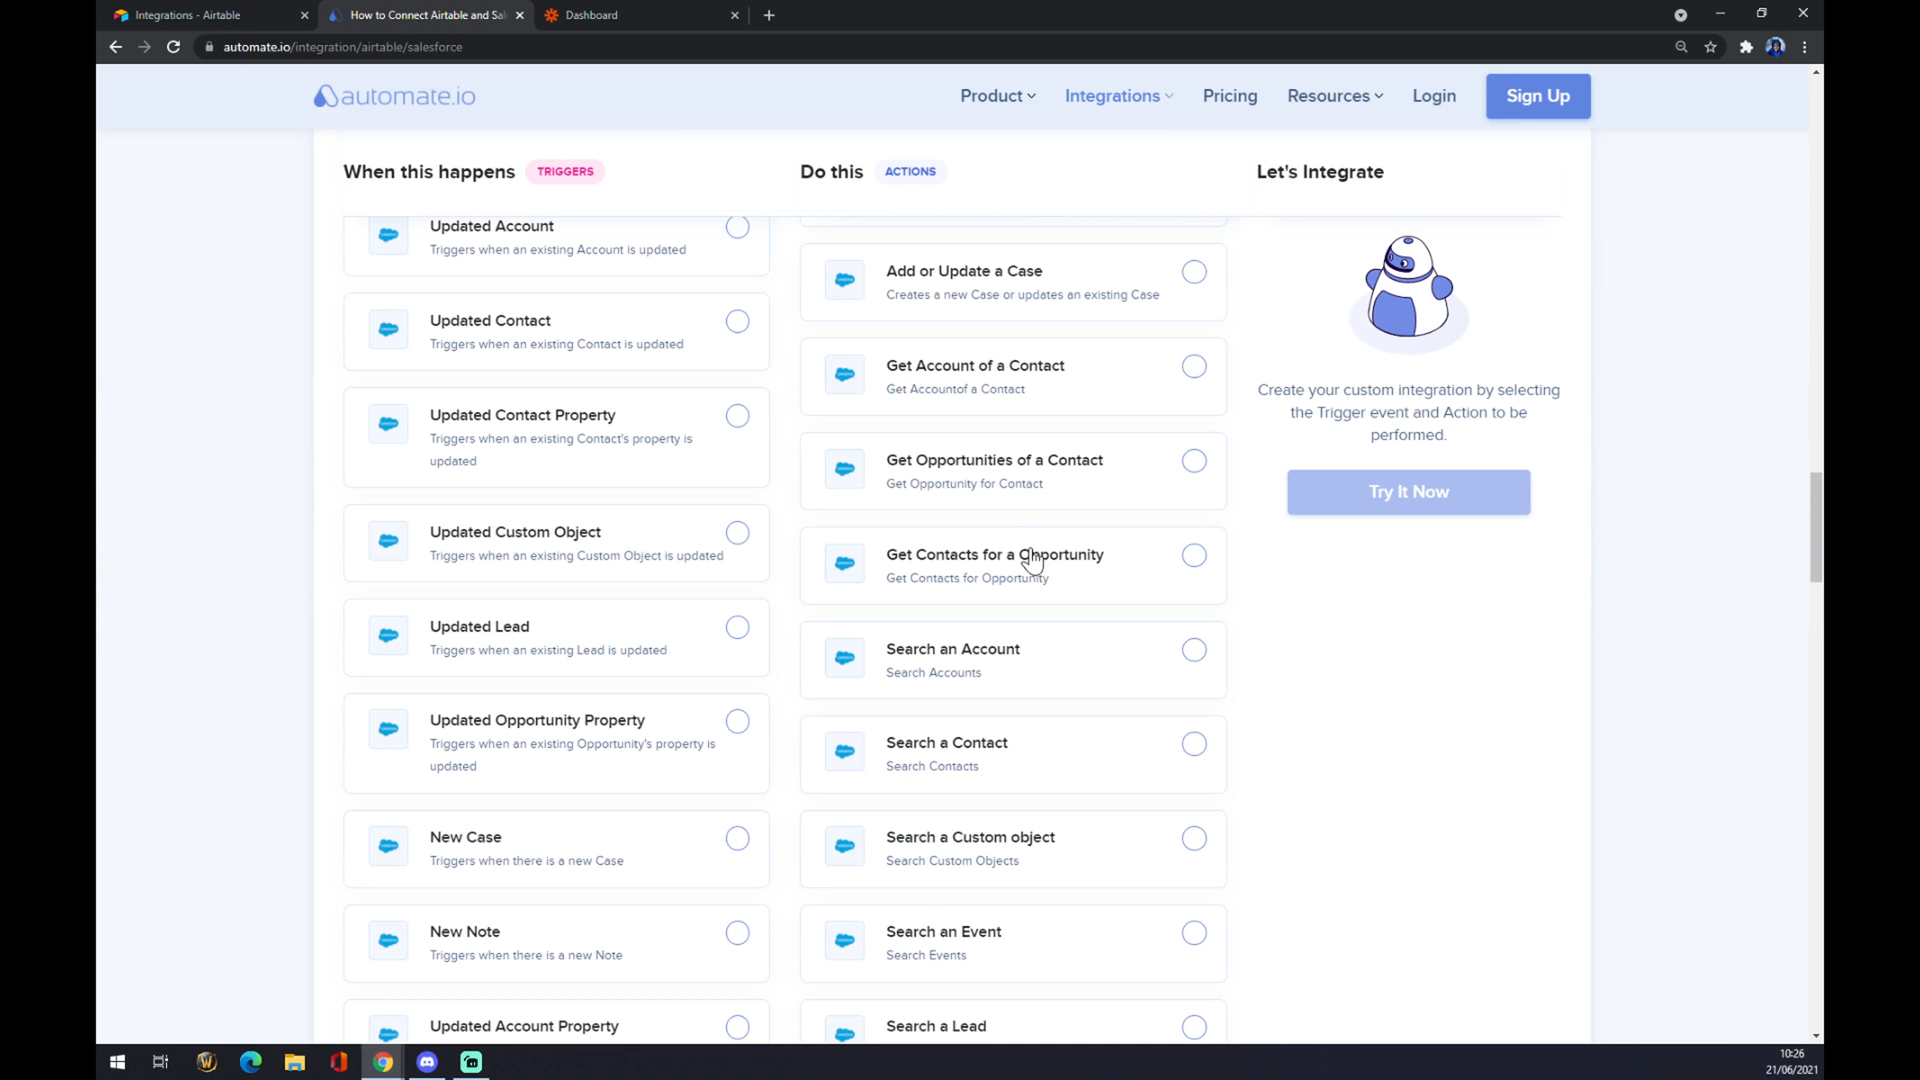 Integrations - Airtable
How to Connect Airtable and Sal
Dashboard
automate.io/integration/airtable/salesforce
automate.io
Product
Integrations
Pricing
Resources
Login
Sign Up
When this happens
TRIGGERS
Do this
ACTIONS
Let's Integrate
Updated Account
Triggers when an existing Account is updated
Updated Contact
Triggers when an existing Contact is updated
Updated Contact Property
Triggers when an existing Contact's property is
updated
Updated Custom Object
Triggers when an existing Custom Object is updated
Updated Lead
Triggers when an existing Lead is updated
Updated Opportunity Property
Triggers when an existing Opportunity's property is
updated
New Case
Triggers when there is a new Case
New Note
Triggers when there is a new Note
Updated Account Property
Add or Update a Case
Creates a new Case or updates an existing Case
Get Account of a Contact
Get Accountof a Contact
Get Opportunities of a Contact
Get Opportunity for Contact
Get Contacts for a Opportunity
Get Contacts for Opportunity
Search an Account
Search Accounts
Search a Contact
Search Contacts
Search a Custom object
Search Custom Objects
Search an Event
Search Events
Search a Lead
Create your custom integration by selecting
the Trigger event and Action to be
performed.
Try It Now
10:26
21/06/2021